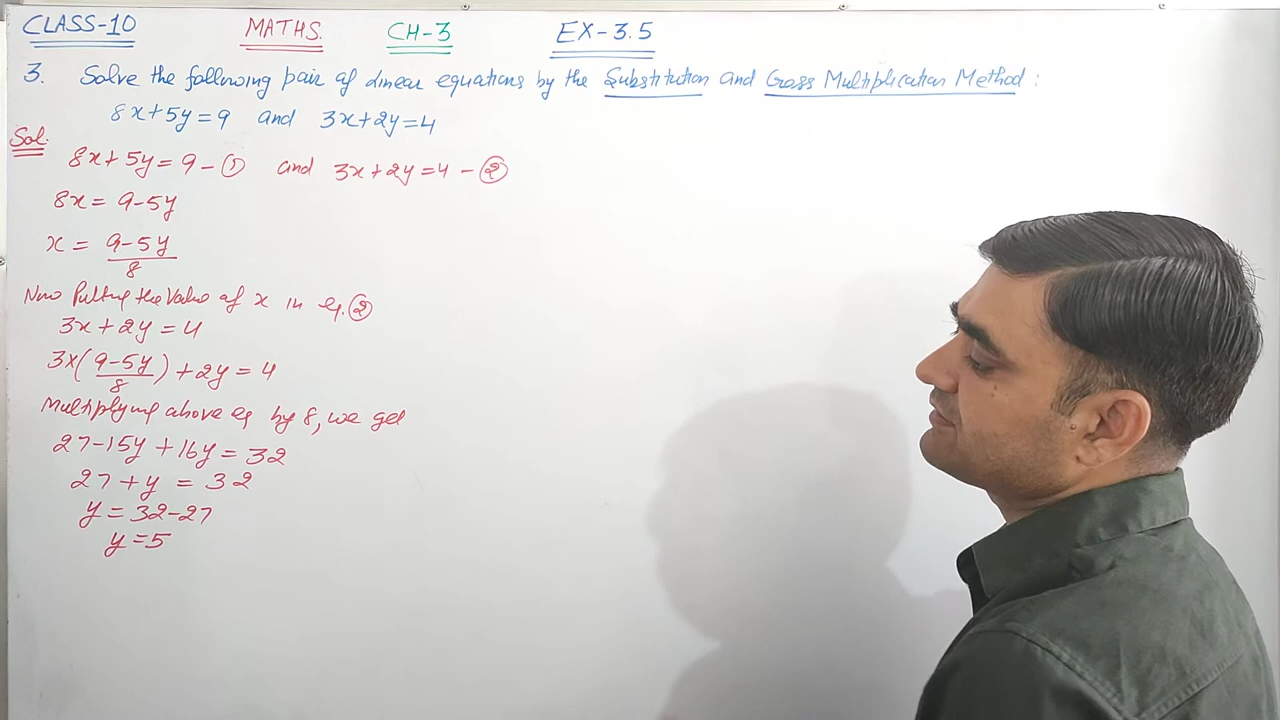 CLASS-10 MATHS. CH-3 EX-3.5
3. Solve the following pair of linear equations by the Substitution and Cross Multiplication Method:
8x+5y=9 and 3x+2y=4
Sol.
8x+5y=9-① and 3x+2y=4-②
8x=9-5y
x=9-5y/8
Now Putting the Value of x in eq.②
3x+2y=4
3×(9-5y/8)+2y=4
Multiplying above eq by 8, we get
27-15y+16y=32
27+y=32
y=32-27
y=5